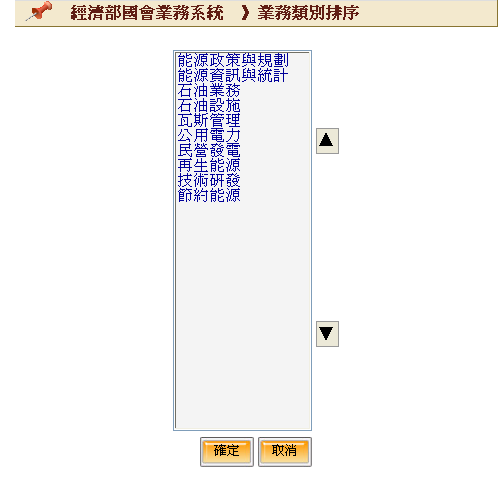 經濟部國會業務系統 》業務類別排序
能源政策與規劃
能源資訊與統計
石油業務
石油設施
瓦斯管理
公用電力
民營發電
再生能源
技術研發
節約能源
▲
▼
確定 取消